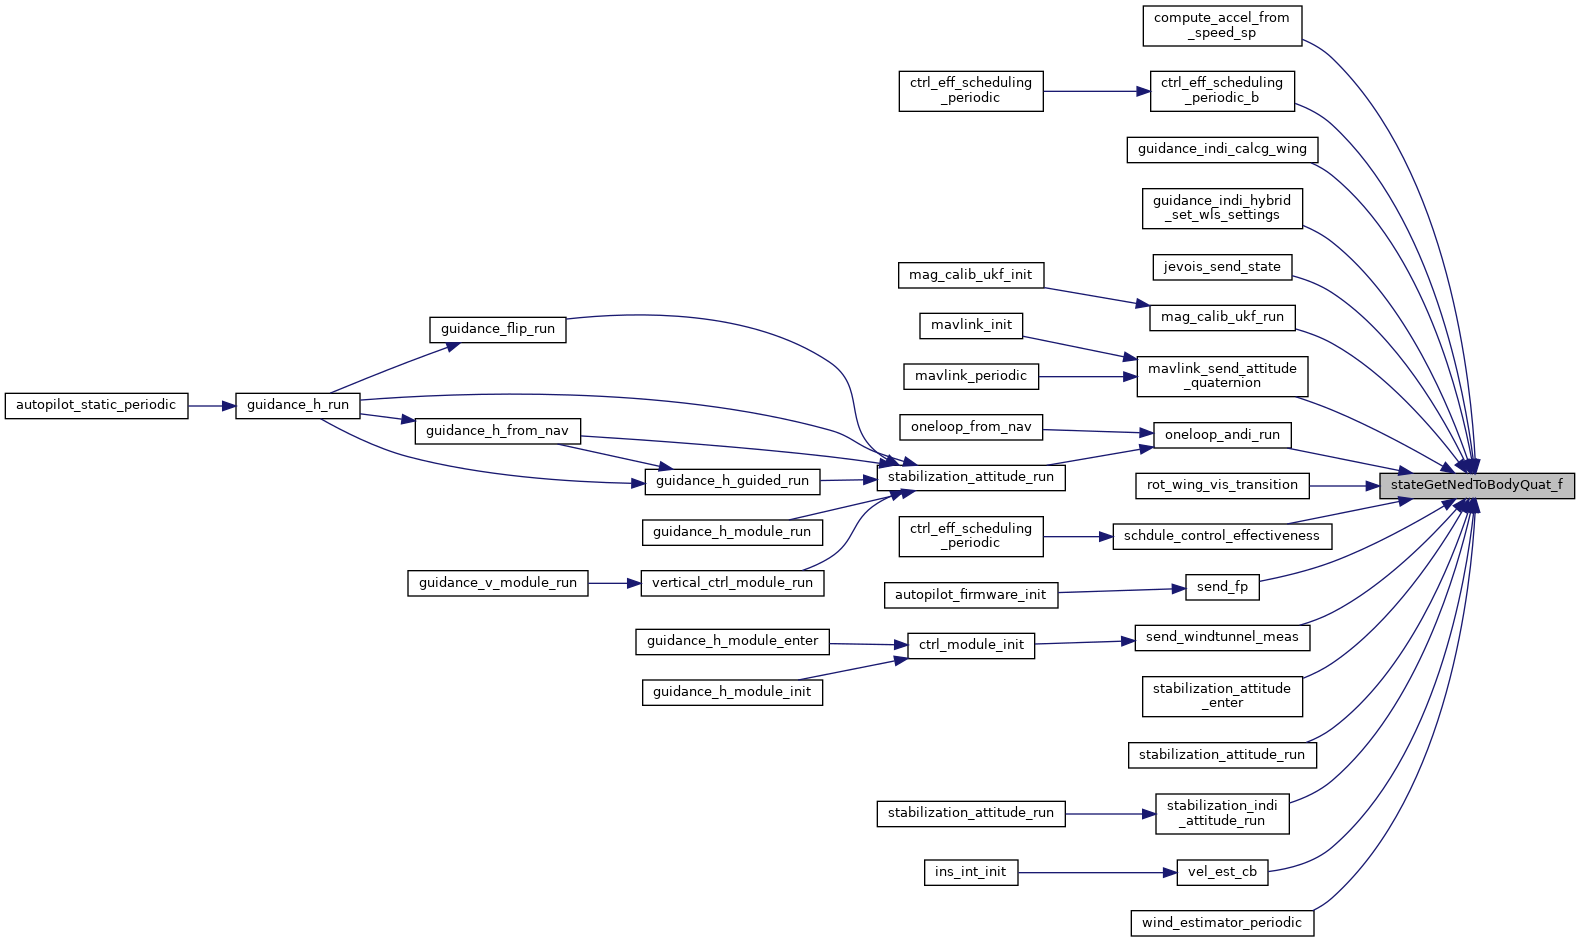 compute_accel_from
_speed_sp
ctrl_eff_scheduling
_periodic
ctrl_eff_scheduling
_periodic_b
guidance_indi_calcg_wing
guidance_indi_hybrid
_set_wls_settings
jevois_send_state
mag_calib_ukf_init
mag_calib_ukf_run
mavlink_init
guidance_flip_run
mavlink_periodic
mavlink_send_attitude
_quaternion
autopilot_static_periodic
guidance_h_run
guidance_h_from_nav
oneloop_from_nav
oneloop_andi_run
guidance_h_guided_run
stabilization_attitude_run
rot_wing_vis_transition
stateGetNedToBodyQuat_f
guidance_h_module_run
ctrl_eff_scheduling
_periodic
schdule_control_effectiveness
guidance_v_module_run
vertical_ctrl_module_run
autopilot_firmware_init
send_fp
guidance_h_module_enter
ctrl_module_init
send_windtunnel_meas
guidance_h_module_init
stabilization_attitude
_enter
stabilization_attitude_run
stabilization_attitude_run
stabilization_indi
_attitude_run
ins_int_init
vel_est_cb
wind_estimator_periodic